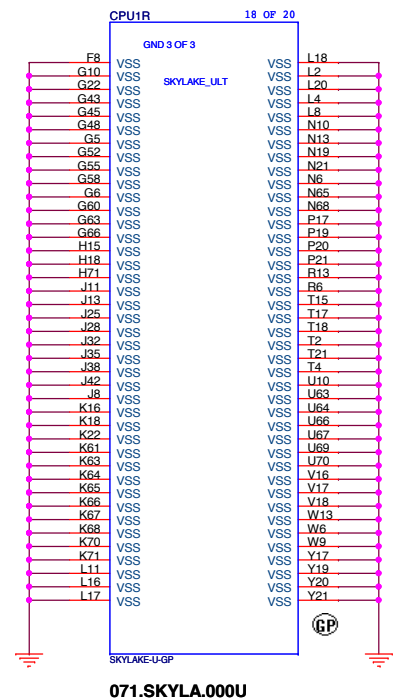 CPU1R 18 OF 20
GND 3 OF 3
SKYLAKE_ULT
F8 VSS VSS L18
G10 VSS VSS L2
G22 VSS VSS L20
G43 VSS VSS L4
G45 VSS VSS L8
G48 VSS VSS N10
G5 VSS VSS N13
G52 VSS VSS N19
G55 VSS VSS N21
G58 VSS VSS N6
G6 VSS VSS N65
G60 VSS VSS N68
G63 VSS VSS P17
G66 VSS VSS P19
H15 VSS VSS P20
H18 VSS VSS P21
H71 VSS VSS R13
J11 VSS VSS R6
J13 VSS VSS T15
J25 VSS VSS T17
J28 VSS VSS T18
J32 VSS VSS T2
J35 VSS VSS T21
J38 VSS VSS T4
J42 VSS VSS U10
J8 VSS VSS U63
K16 VSS VSS U64
K18 VSS VSS U66
K22 VSS VSS U67
K61 VSS VSS U69
K63 VSS VSS U70
K64 VSS VSS V16
K65 VSS VSS V17
K66 VSS VSS V18
K67 VSS VSS W13
K68 VSS VSS W6
K70 VSS VSS W9
K71 VSS VSS Y17
L11 VSS VSS Y19
L16 VSS VSS Y20
L17 VSS VSS Y21
GP
SKYLAKE-U-GP
071.SKYLA.000U